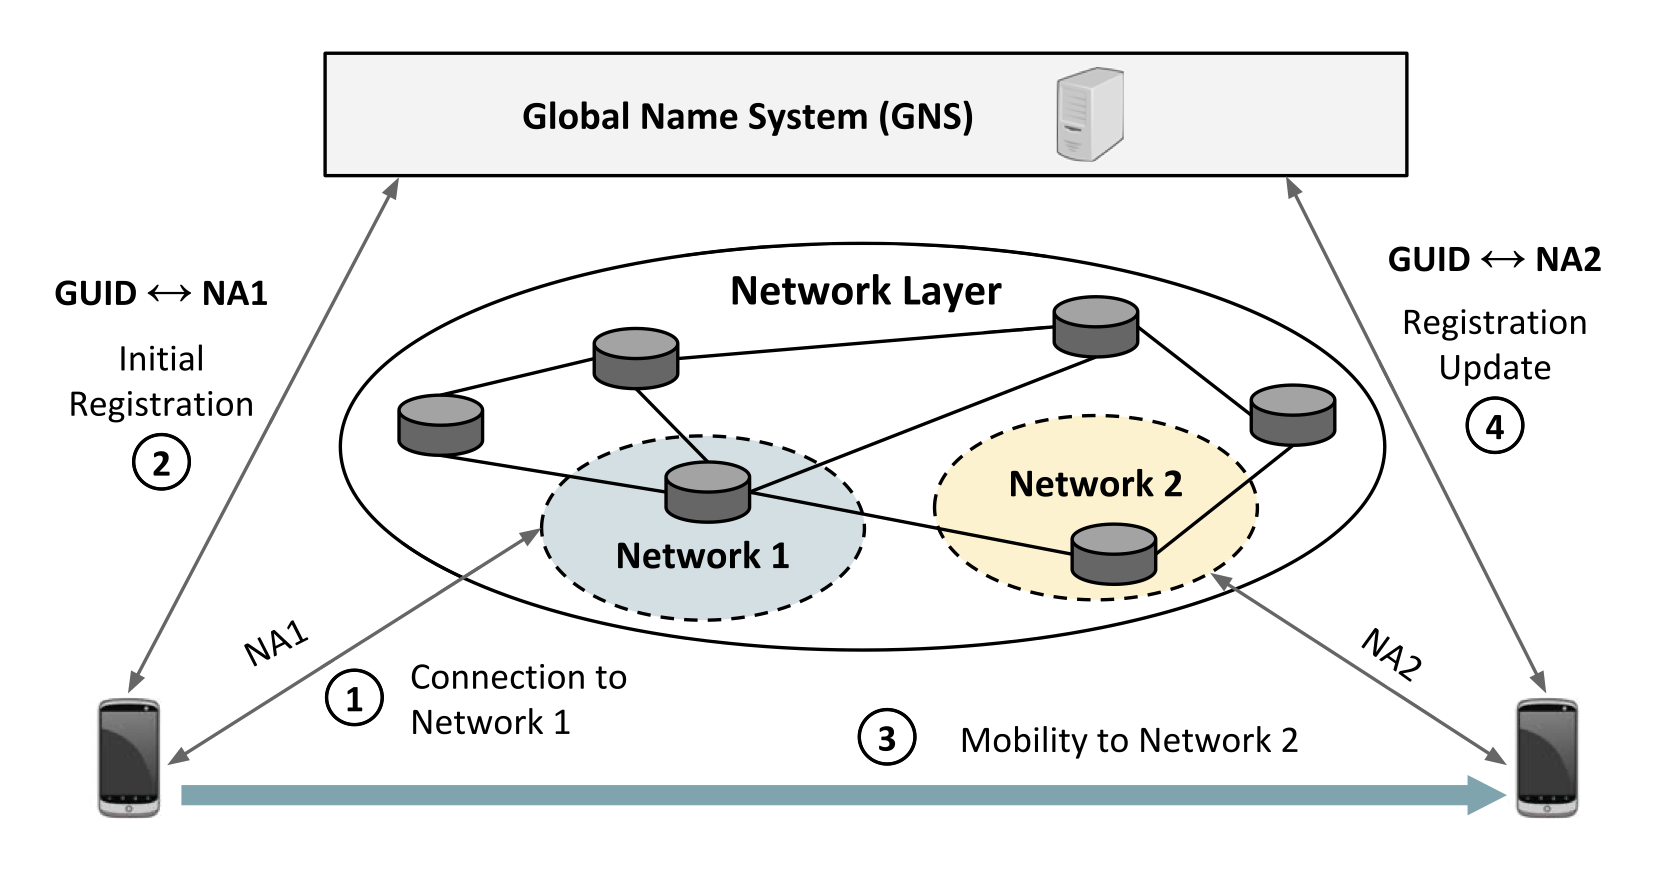 Global Name System (GNS)
GUID ↔ NA1
Initial
Registration
2
Network Layer
GUID ↔ NA2
Registration
Update
4
Network 1
Network 2
NA1
1
Connection to
Network 1
NA2
3
Mobility to Network 2